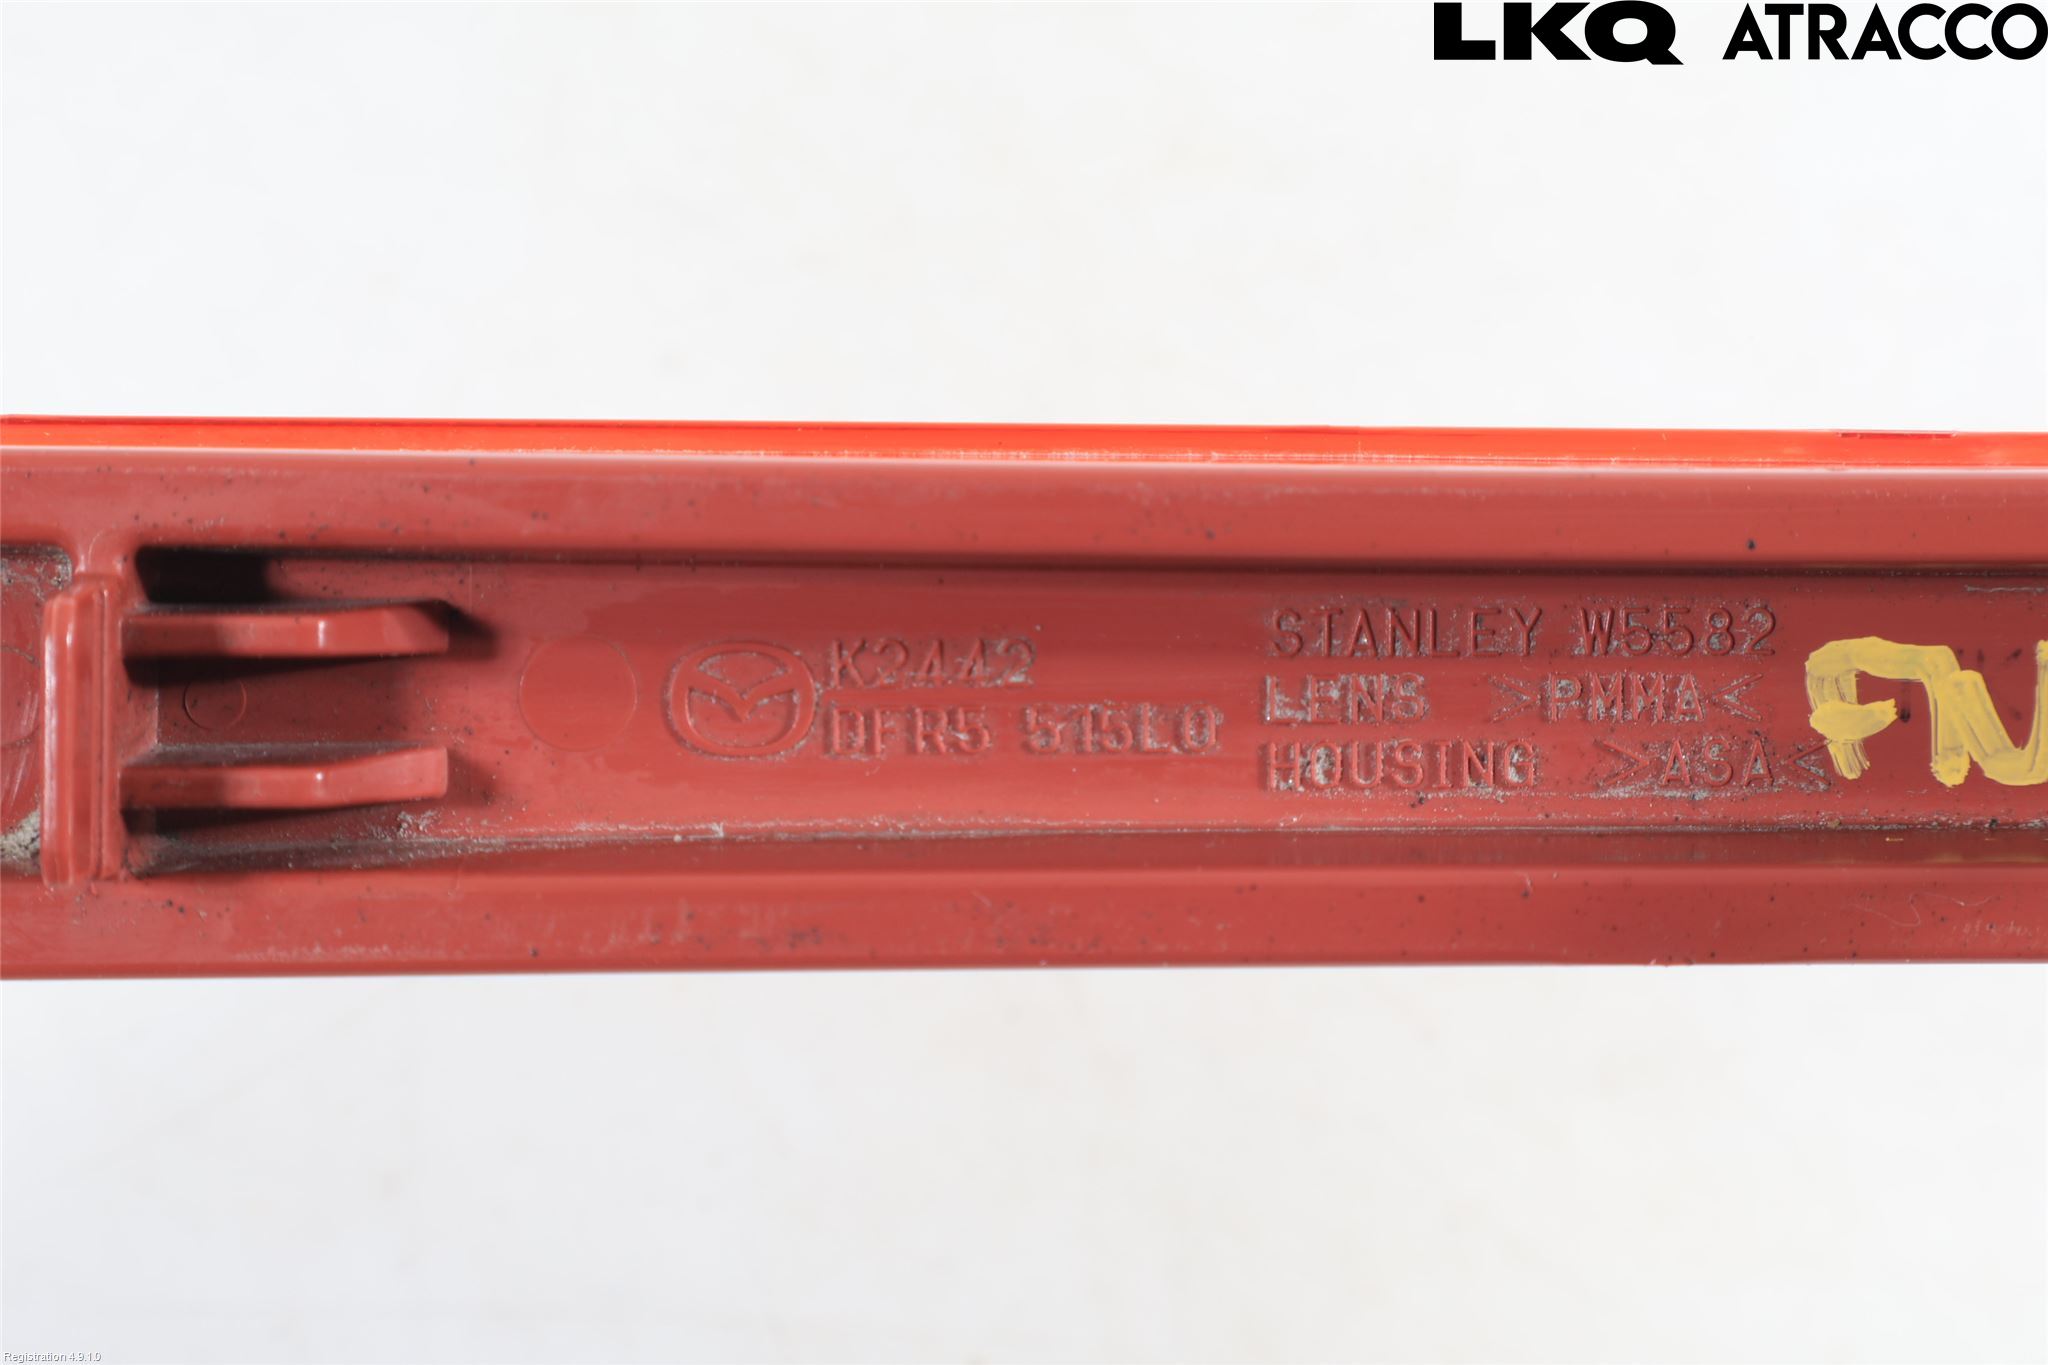 LKQ ATRACCO
K2442
DFR5 515L0
STANLEY W5582
LENS >PMMA<
HOUSING >ASA<
Registration 4.9.1.0